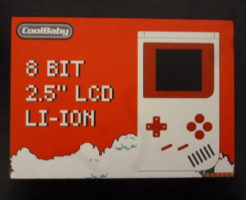 CoolBaby
8 BIT
2.5" LCD
LI-ION